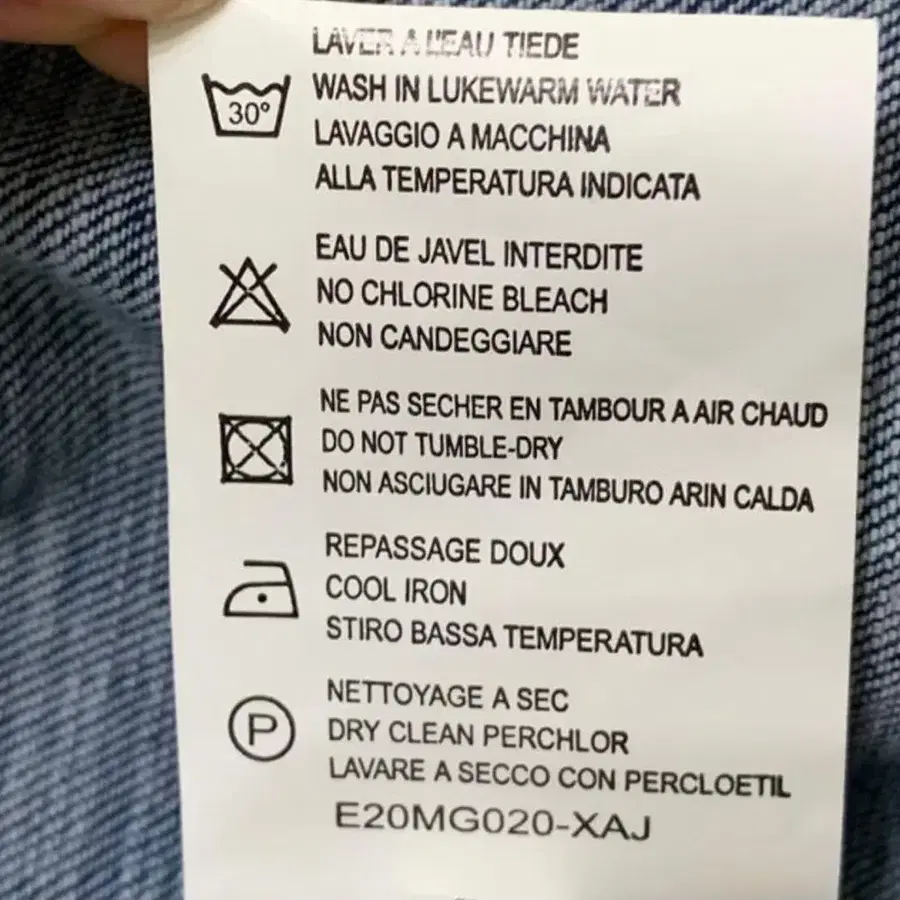 LAVER A L'EAU TIEDE
30°
WASH IN LUKEWARM WATER
LAVAGGIO A MACCHINA
ALLA TEMPERATURA INDICATA
EAU DE JAVEL INTERDITE
NO CHLORINE BLEACH
NON CANDEGGIARE
NE PAS SECHER EN TAMBOUR A AIR CHAUD
DO NOT TUMBLE-DRY
NON ASCIUGARE IN TAMBURO ARIN CALDA
REPASSAGE DOUX
COOL IRON
STIRO BASSA TEMPERATURA
NETTOYAGE A SEC
P
DRY CLEAN PERCHLOR
LAVARE A SECCO CON PERCLOETIL
E20MG020-XAJ